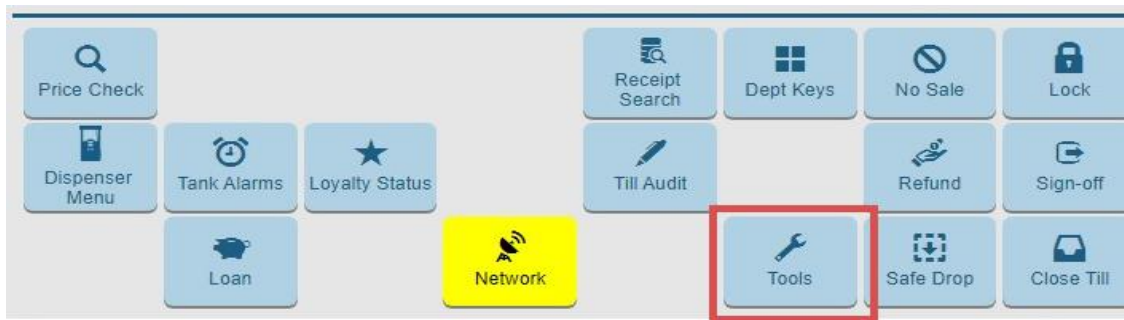 Price Check
Receipt
Search
Dept Keys
No Sale
Lock
Dispenser
Menu
Tank Alarms
Loyalty Status
Till Audit
Refund
Sign-off
Loan
Network
Tools
Safe Drop
Close Till